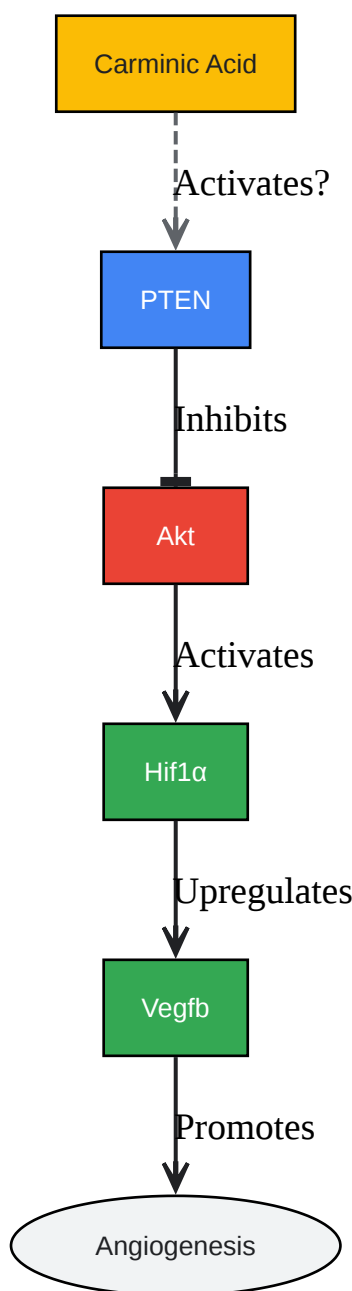 Carminic Acid
Activates?
PTEN
Inhibits
Akt
Activates
Hif1α
Upregulates
Vegfb
Promotes
Angiogenesis